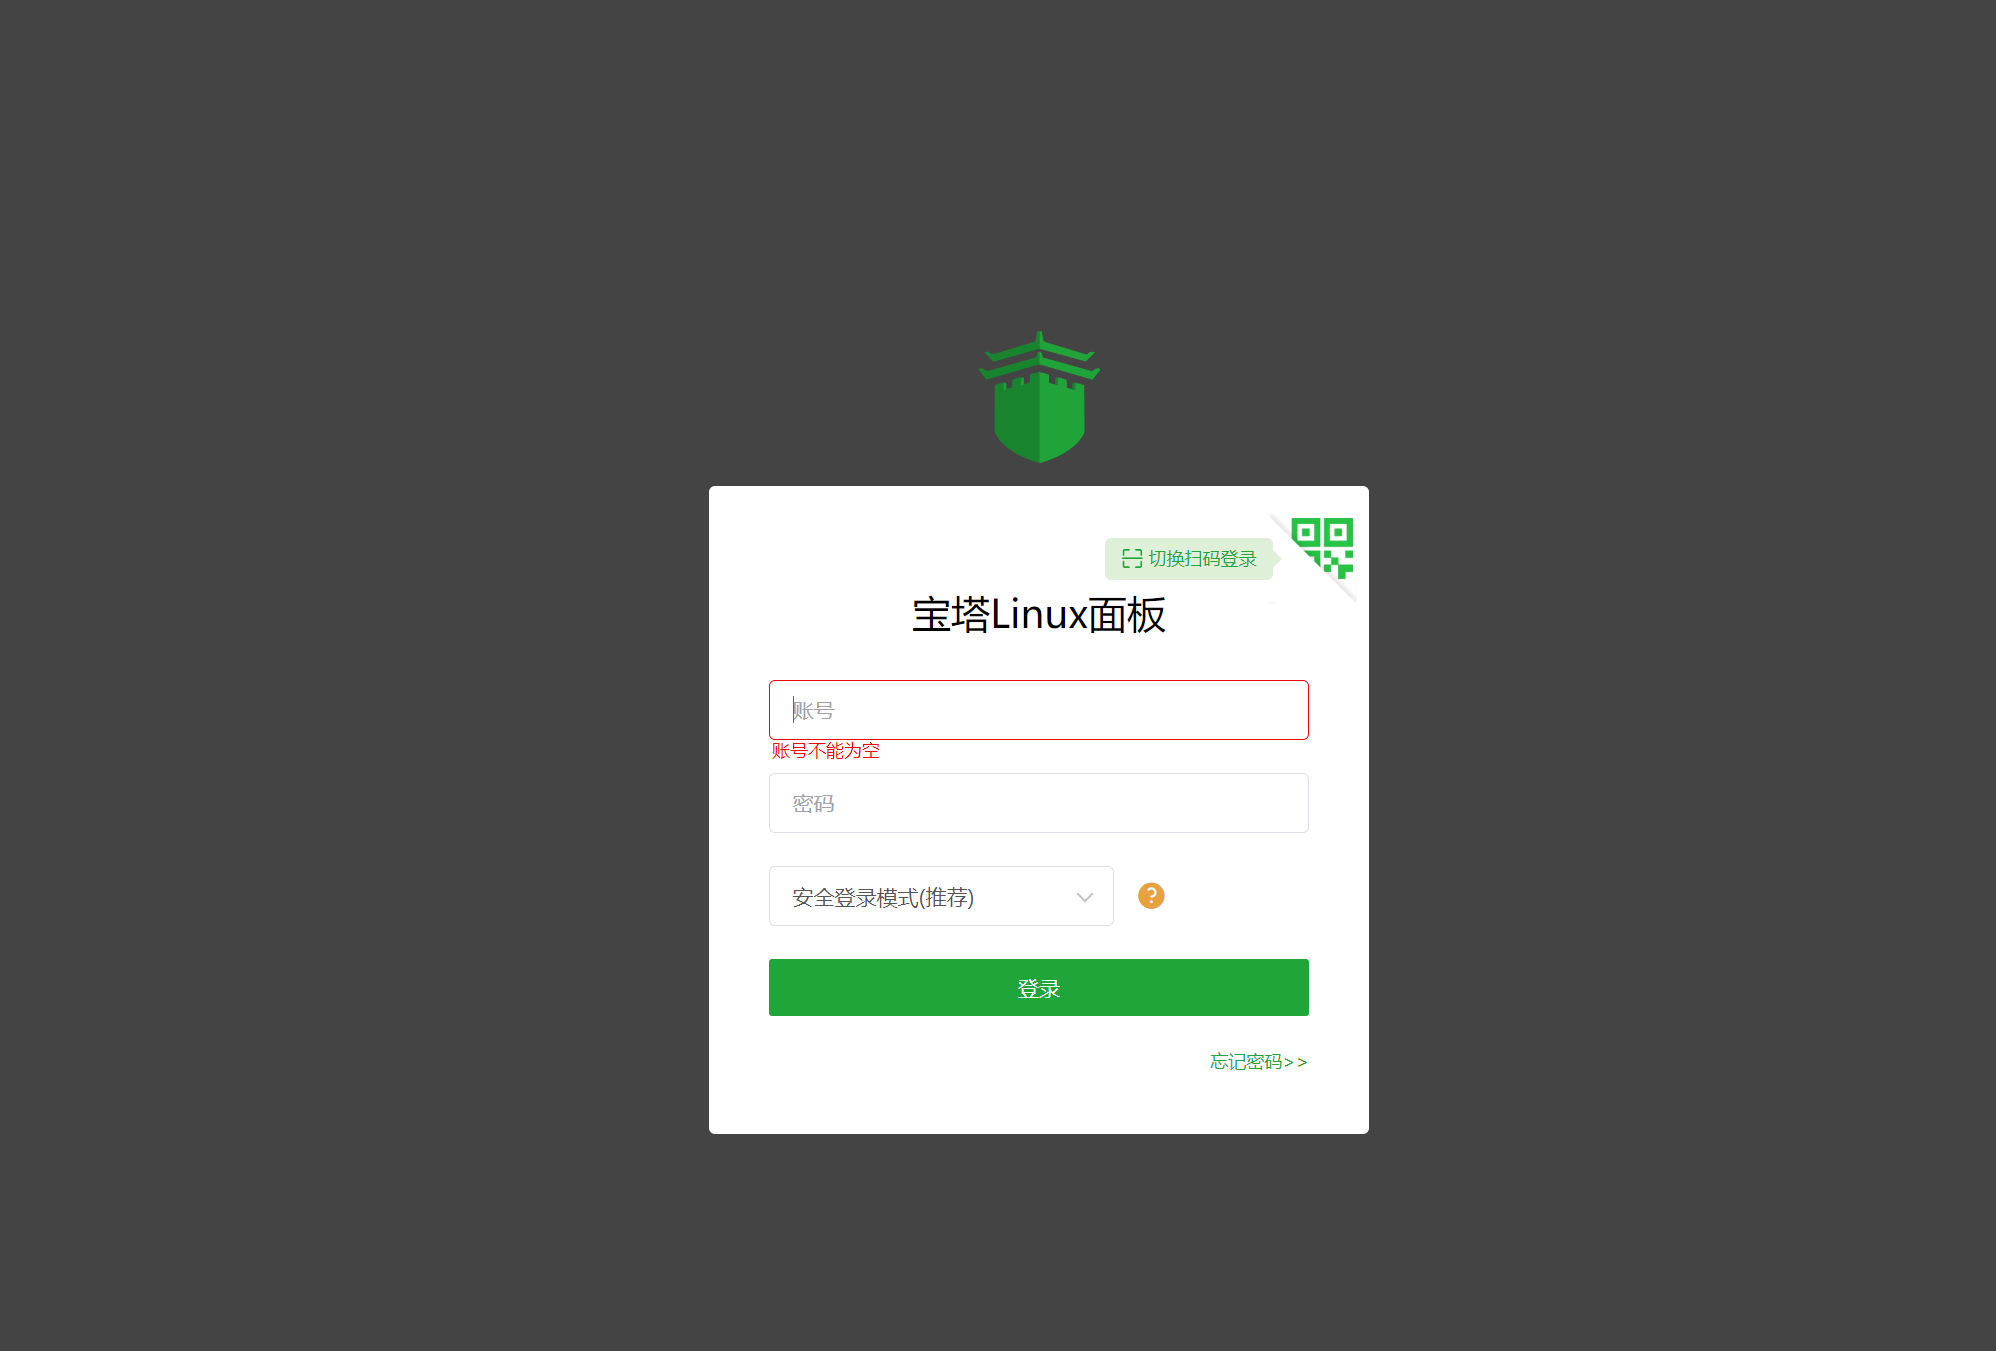 切换扫码登录
宝塔Linux面板
账号
账号不能为空
密码
安全登录模式(推荐)
?
登录
忘记密码>>